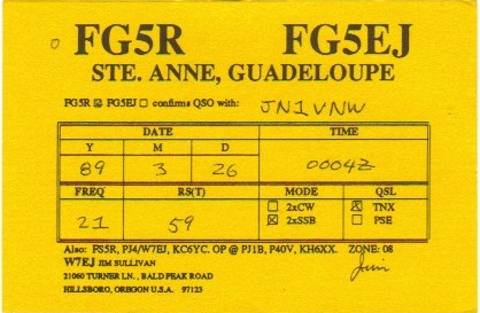 FG5R FG5EJ
STE. ANNE, GUADELOUPE
FG5R ☒ FG5EJ ☐ confirms QSO with: JN1VNW
DATE TIME
Y M D
89 3 26 0004Z
FREQ RS(T) MODE QSL
21 59 ☐ 2xCW ☒ TNX
☒ 2xSSB ☐ PSE
Also: FS5R, PJ4/W7EJ, KC6YC. OP @ PJ1B, P40V, KH6XX. ZONE: 08
W7EJ JIM SULLIVAN Jim
21060 TURNER LN. , BALD PEAK ROAD
HILLSBORO, OREGON U.S.A. 97123